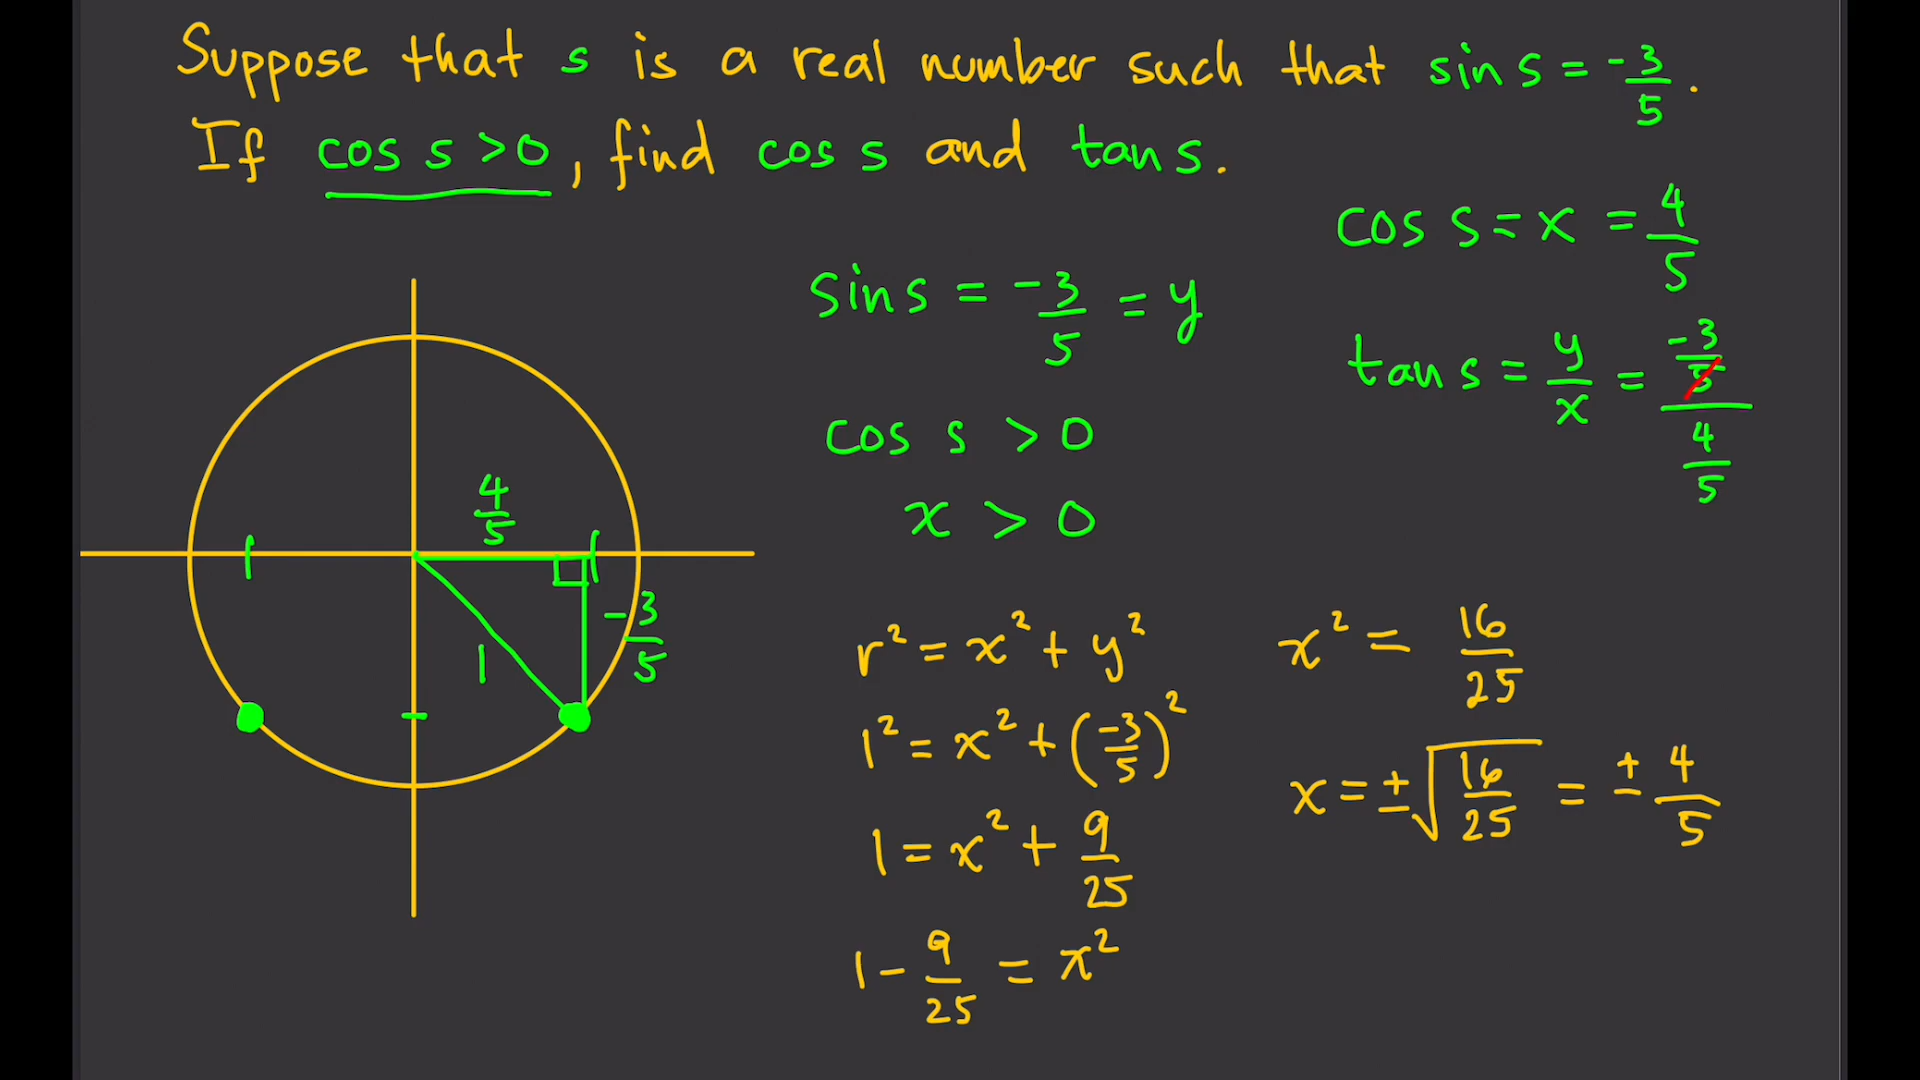 Suppose that s is a real number such that sin s = -3/5.
If cos s > 0, find cos s and tan s.
cos s = x = 4/5
sin s = -3/5 = y
tan s = y/x = (-3/5)/(4/5)
cos s > 0
x > 0
4/5
-3/5
1
r² = x² + y²
1² = x² + (-3/5)²
1 = x² + 9/25
1 - 9/25 = x²
x² = 16/25
x = ±√(16/25) = ± 4/5